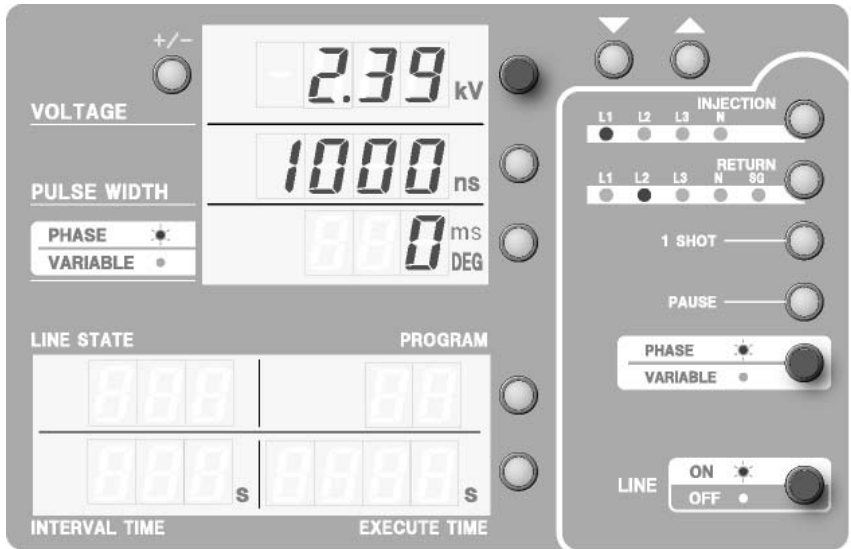 +/-
2.39 kV
VOLTAGE
1000 ns
PULSE WIDTH
PHASE
VARIABLE
0 ms
DEG
LINE STATE
PROGRAM
s
s
INTERVAL TIME
EXECUTE TIME
INJECTION
L1 L2 L3 N
RETURN
L1 L2 L3 N SG
1 SHOT
PAUSE
PHASE
VARIABLE
LINE
ON
OFF